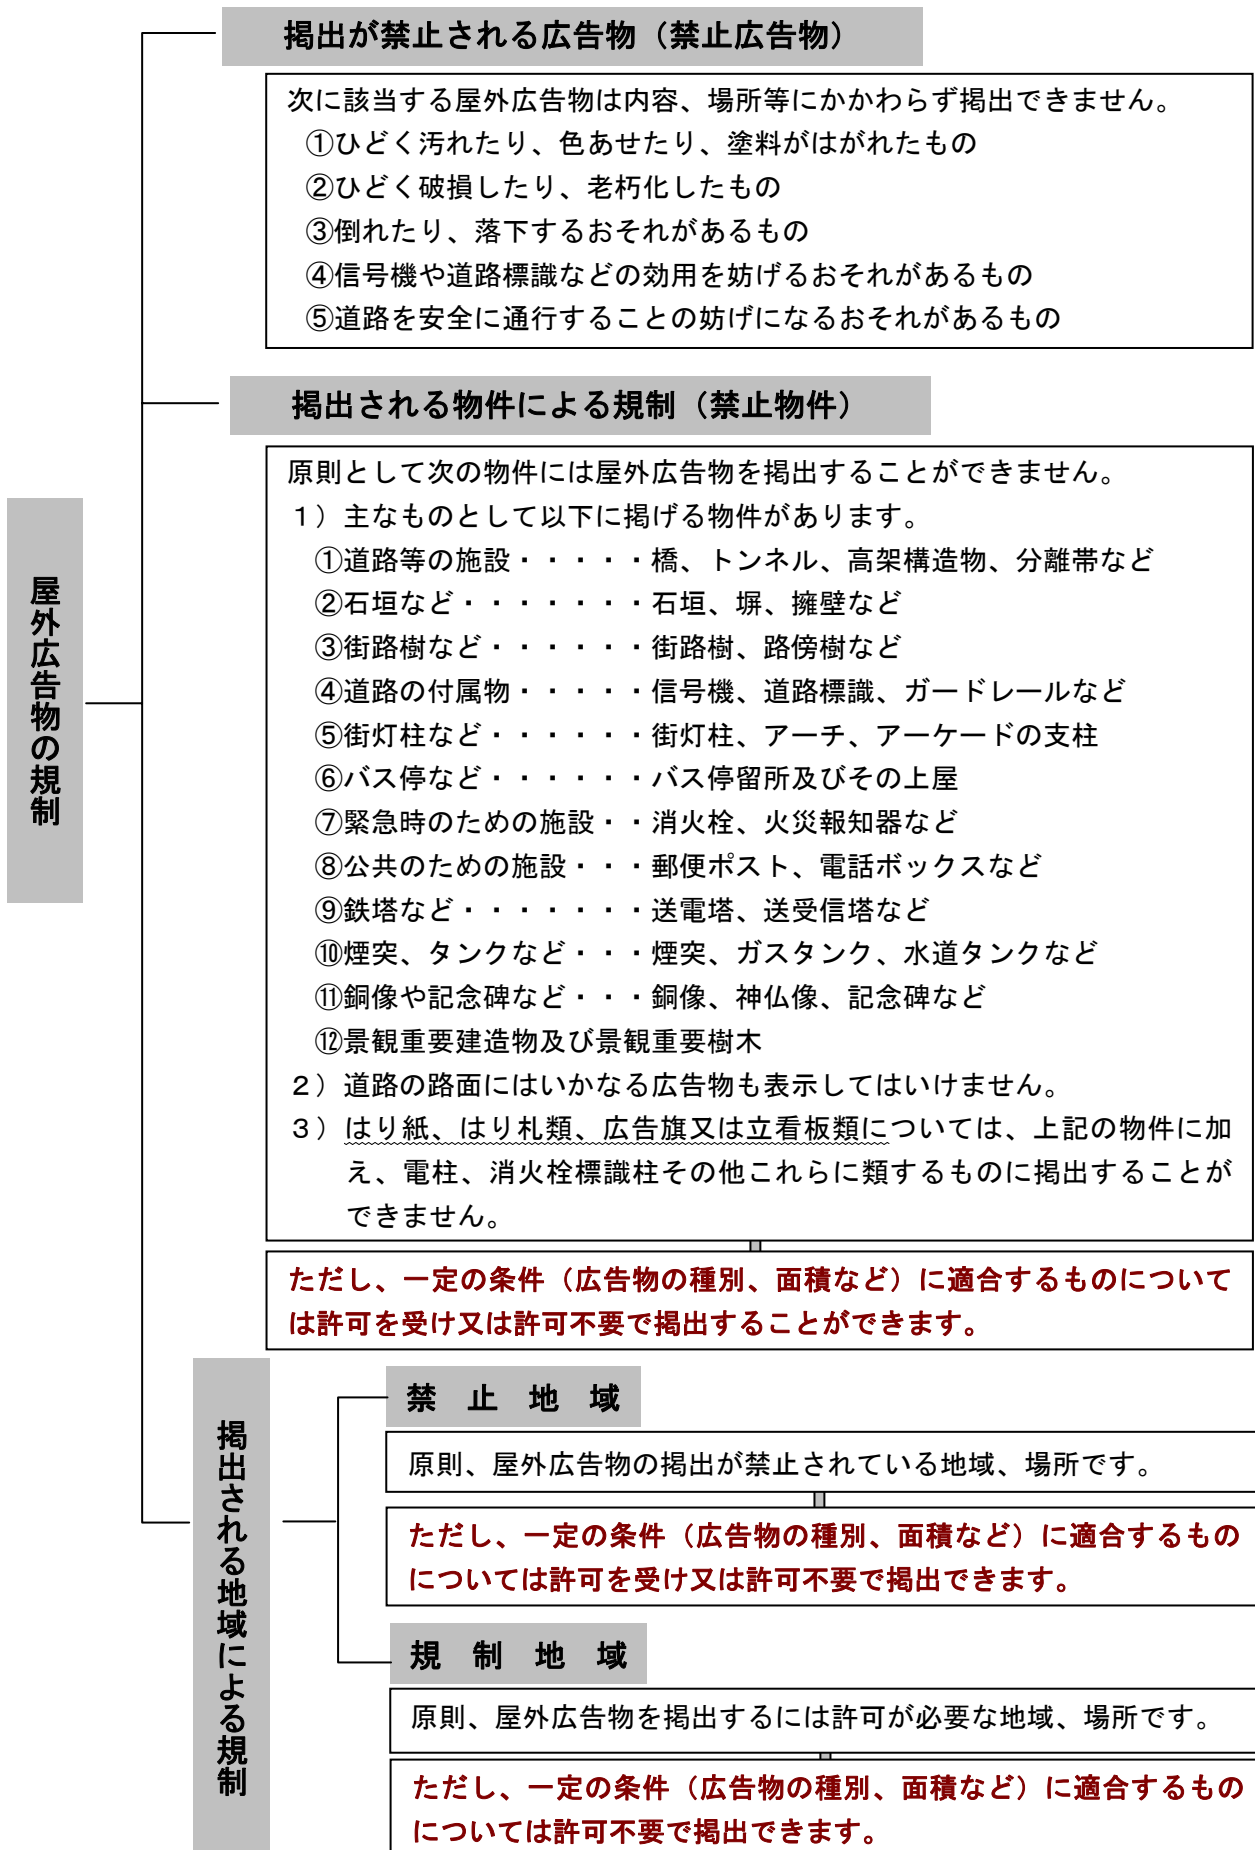 屋外広告物の規制
掲出が禁止される広告物（禁止広告物）
次に該当する屋外広告物は内容、場所等にかかわらず掲出できません。
①ひどく汚れたり、色あせたり、塗料がはがれたもの
②ひどく破損したり、老朽化したもの
③倒れたり、落下するおそれがあるもの
④信号機や道路標識などの効用を妨げるおそれがあるもの
⑤道路を安全に通行することの妨げになるおそれがあるもの
掲出される物件による規制（禁止物件）
原則として次の物件には屋外広告物を掲出することができません。
１）主なものとして以下に掲げる物件があります。
①道路等の施設・・・・・橋、トンネル、高架構造物、分離帯など
②石垣など・・・・・・・石垣、塀、擁壁など
③街路樹など・・・・・・街路樹、路傍樹など
④道路の付属物・・・・・信号機、道路標識、ガードレールなど
⑤街灯柱など・・・・・・街灯柱、アーチ、アーケードの支柱
⑥バス停など・・・・・・バス停留所及びその上屋
⑦緊急時のための施設・・消火栓、火災報知器など
⑧公共のための施設・・・郵便ポスト、電話ボックスなど
⑨鉄塔など・・・・・・・送電塔、送受信塔など
⑩煙突、タンクなど・・・煙突、ガスタンク、水道タンクなど
⑪銅像や記念碑など・・・銅像、神仏像、記念碑など
⑫景観重要建造物及び景観重要樹木
２）道路の路面にはいかなる広告物も表示してはいけません。
３）はり紙、はり札類、広告旗又は立看板類については、上記の物件に加
え、電柱、消火栓標識柱その他これらに類するものに掲出することが
できません。
ただし、一定の条件（広告物の種別、面積など）に適合するものについて
は許可を受け又は許可不要で掲出することができます。
掲出される地域による規制
禁止地域
原則、屋外広告物の掲出が禁止されている地域、場所です。
ただし、一定の条件（広告物の種別、面積など）に適合するもの
については許可を受け又は許可不要で掲出できます。
規制地域
原則、屋外広告物を掲出するには許可が必要な地域、場所です。
ただし、一定の条件（広告物の種別、面積など）に適合するもの
については許可不要で掲出できます。